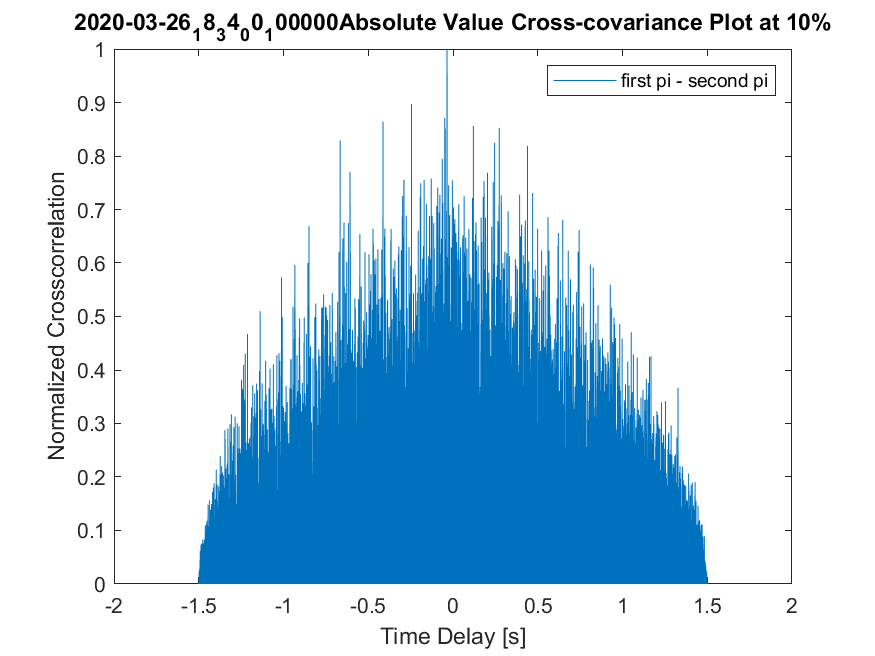 2020-03-26₁8₃4₀0₁00000Absolute Value Cross-covariance Plot at 10%
1
first pi - second pi
0.9
0.8
0.7
0.6
0.5
0.4
0.3
0.2
0.1
0
Normalized Crosscorrelation
-2 -1.5 -1 -0.5 0 0.5 1 1.5 2
Time Delay [s]